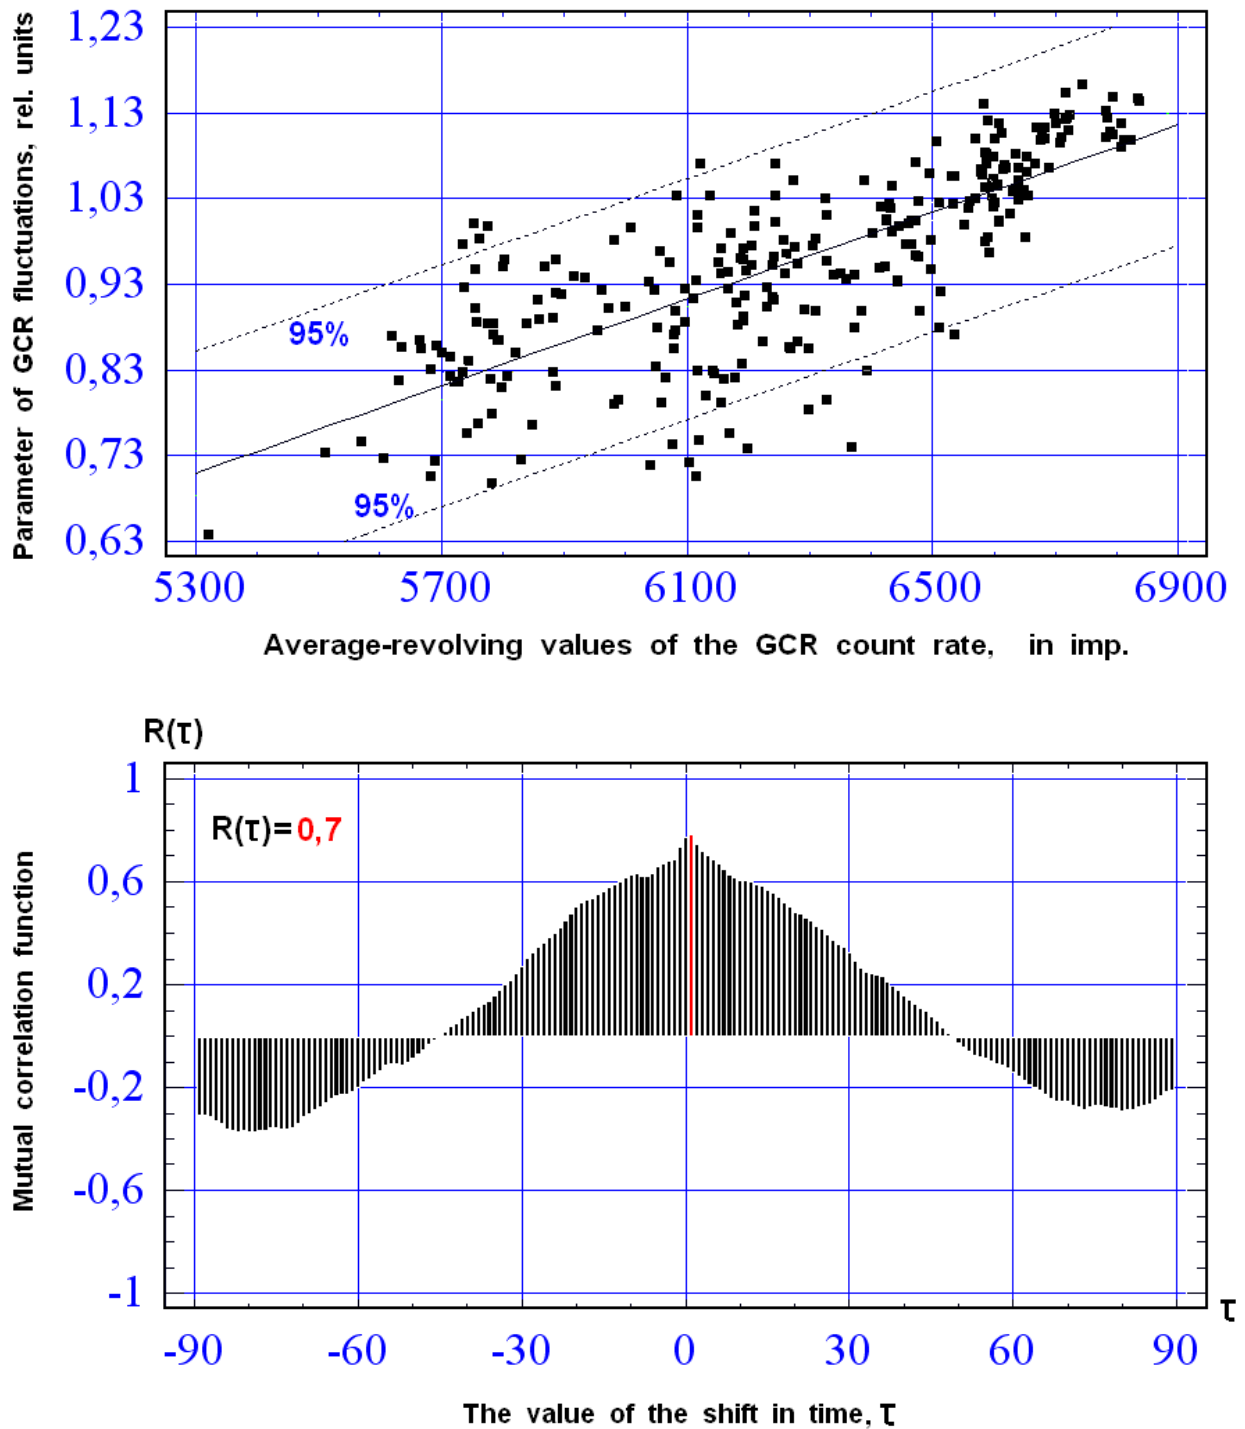 Parameter of GCR fluctuations, rel. units
1,23
1,13
1,03
0,93
0,83
0,73
0,63
95%
95%
5300 5700 6100 6500 6900
Average-revolving values of the GCR count rate, in imp.
R(τ)
Mutual correlation function
1
0,6
0,2
-0,2
-0,6
-1
R(τ)=0,7
τ
-90 -60 -30 0 30 60 90
The value of the shift in time, τ